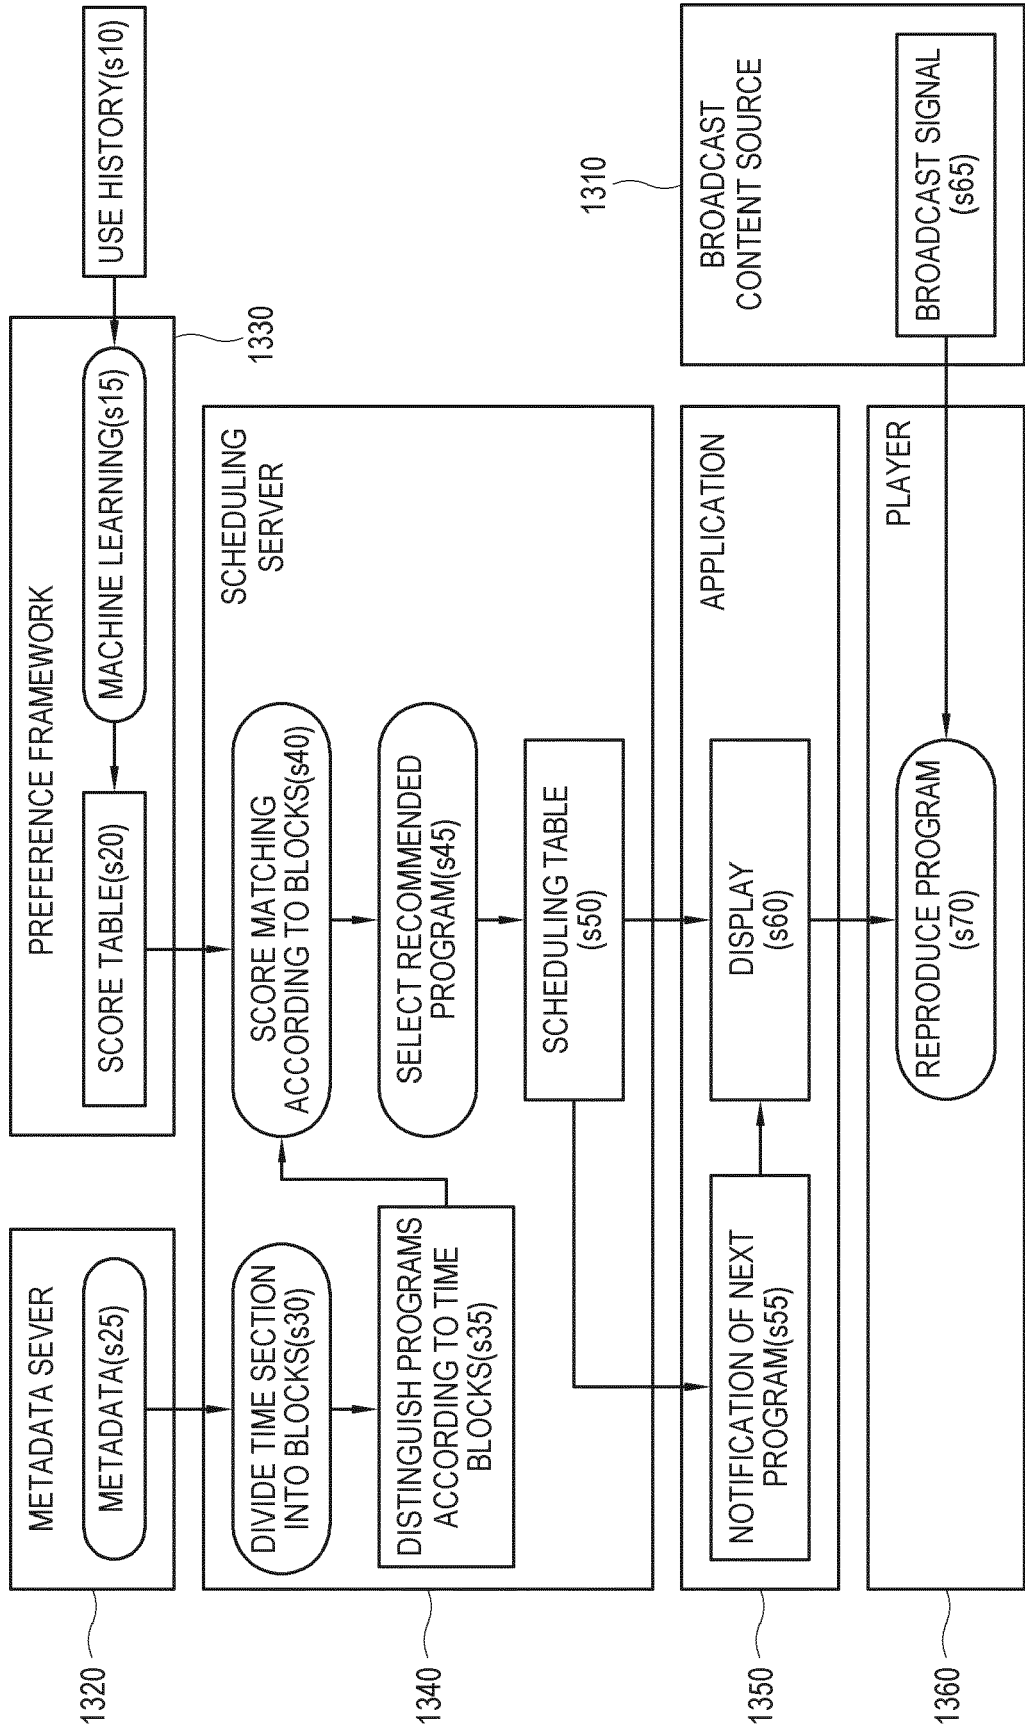 1320
METADATA SEVER
METADATA(s25)
PREFERENCE FRAMEWORK
SCORE TABLE(s20)
MACHINE LEARNING(s15)
USE HISTORY(s10)
1330
1340
SCHEDULING
SERVER
DIVIDE TIME SECTION
INTO BLOCKS(s30)
DISTINGUISH PROGRAMS
ACCORDING TO TIME
BLOCKS(s35)
SCORE MATCHING
ACCORDING TO BLOCKS(s40)
SELECT RECOMMENDED
PROGRAM(s45)
SCHEDULING TABLE
(s50)
1350
APPLICATION
NOTIFICATION OF NEXT
PROGRAM(s55)
DISPLAY
(s60)
1310
BROADCAST
CONTENT SOURCE
BROADCAST SIGNAL
(s65)
1360
PLAYER
REPRODUCE PROGRAM
(s70)